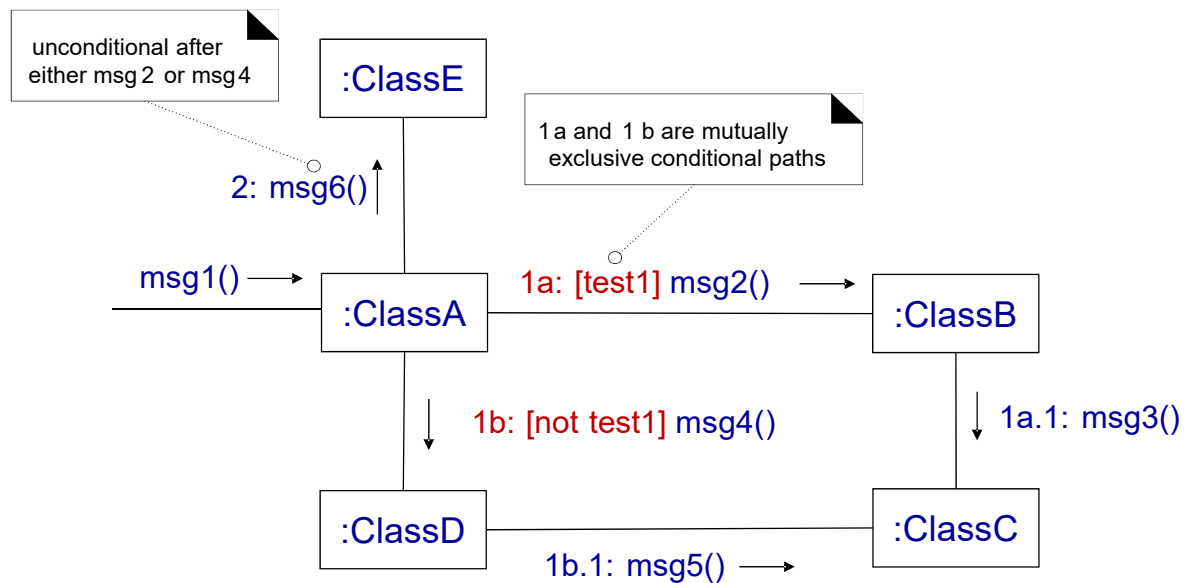 unconditional after
either msg 2 or msg 4
:ClassE
1 a and 1 b are mutually
exclusive conditional paths
2: msg6()
msg1()
1a: [test1] msg2()
:ClassA
:ClassB
1b: [not test1] msg4()
1a.1: msg3()
:ClassD
:ClassC
1b.1: msg5()